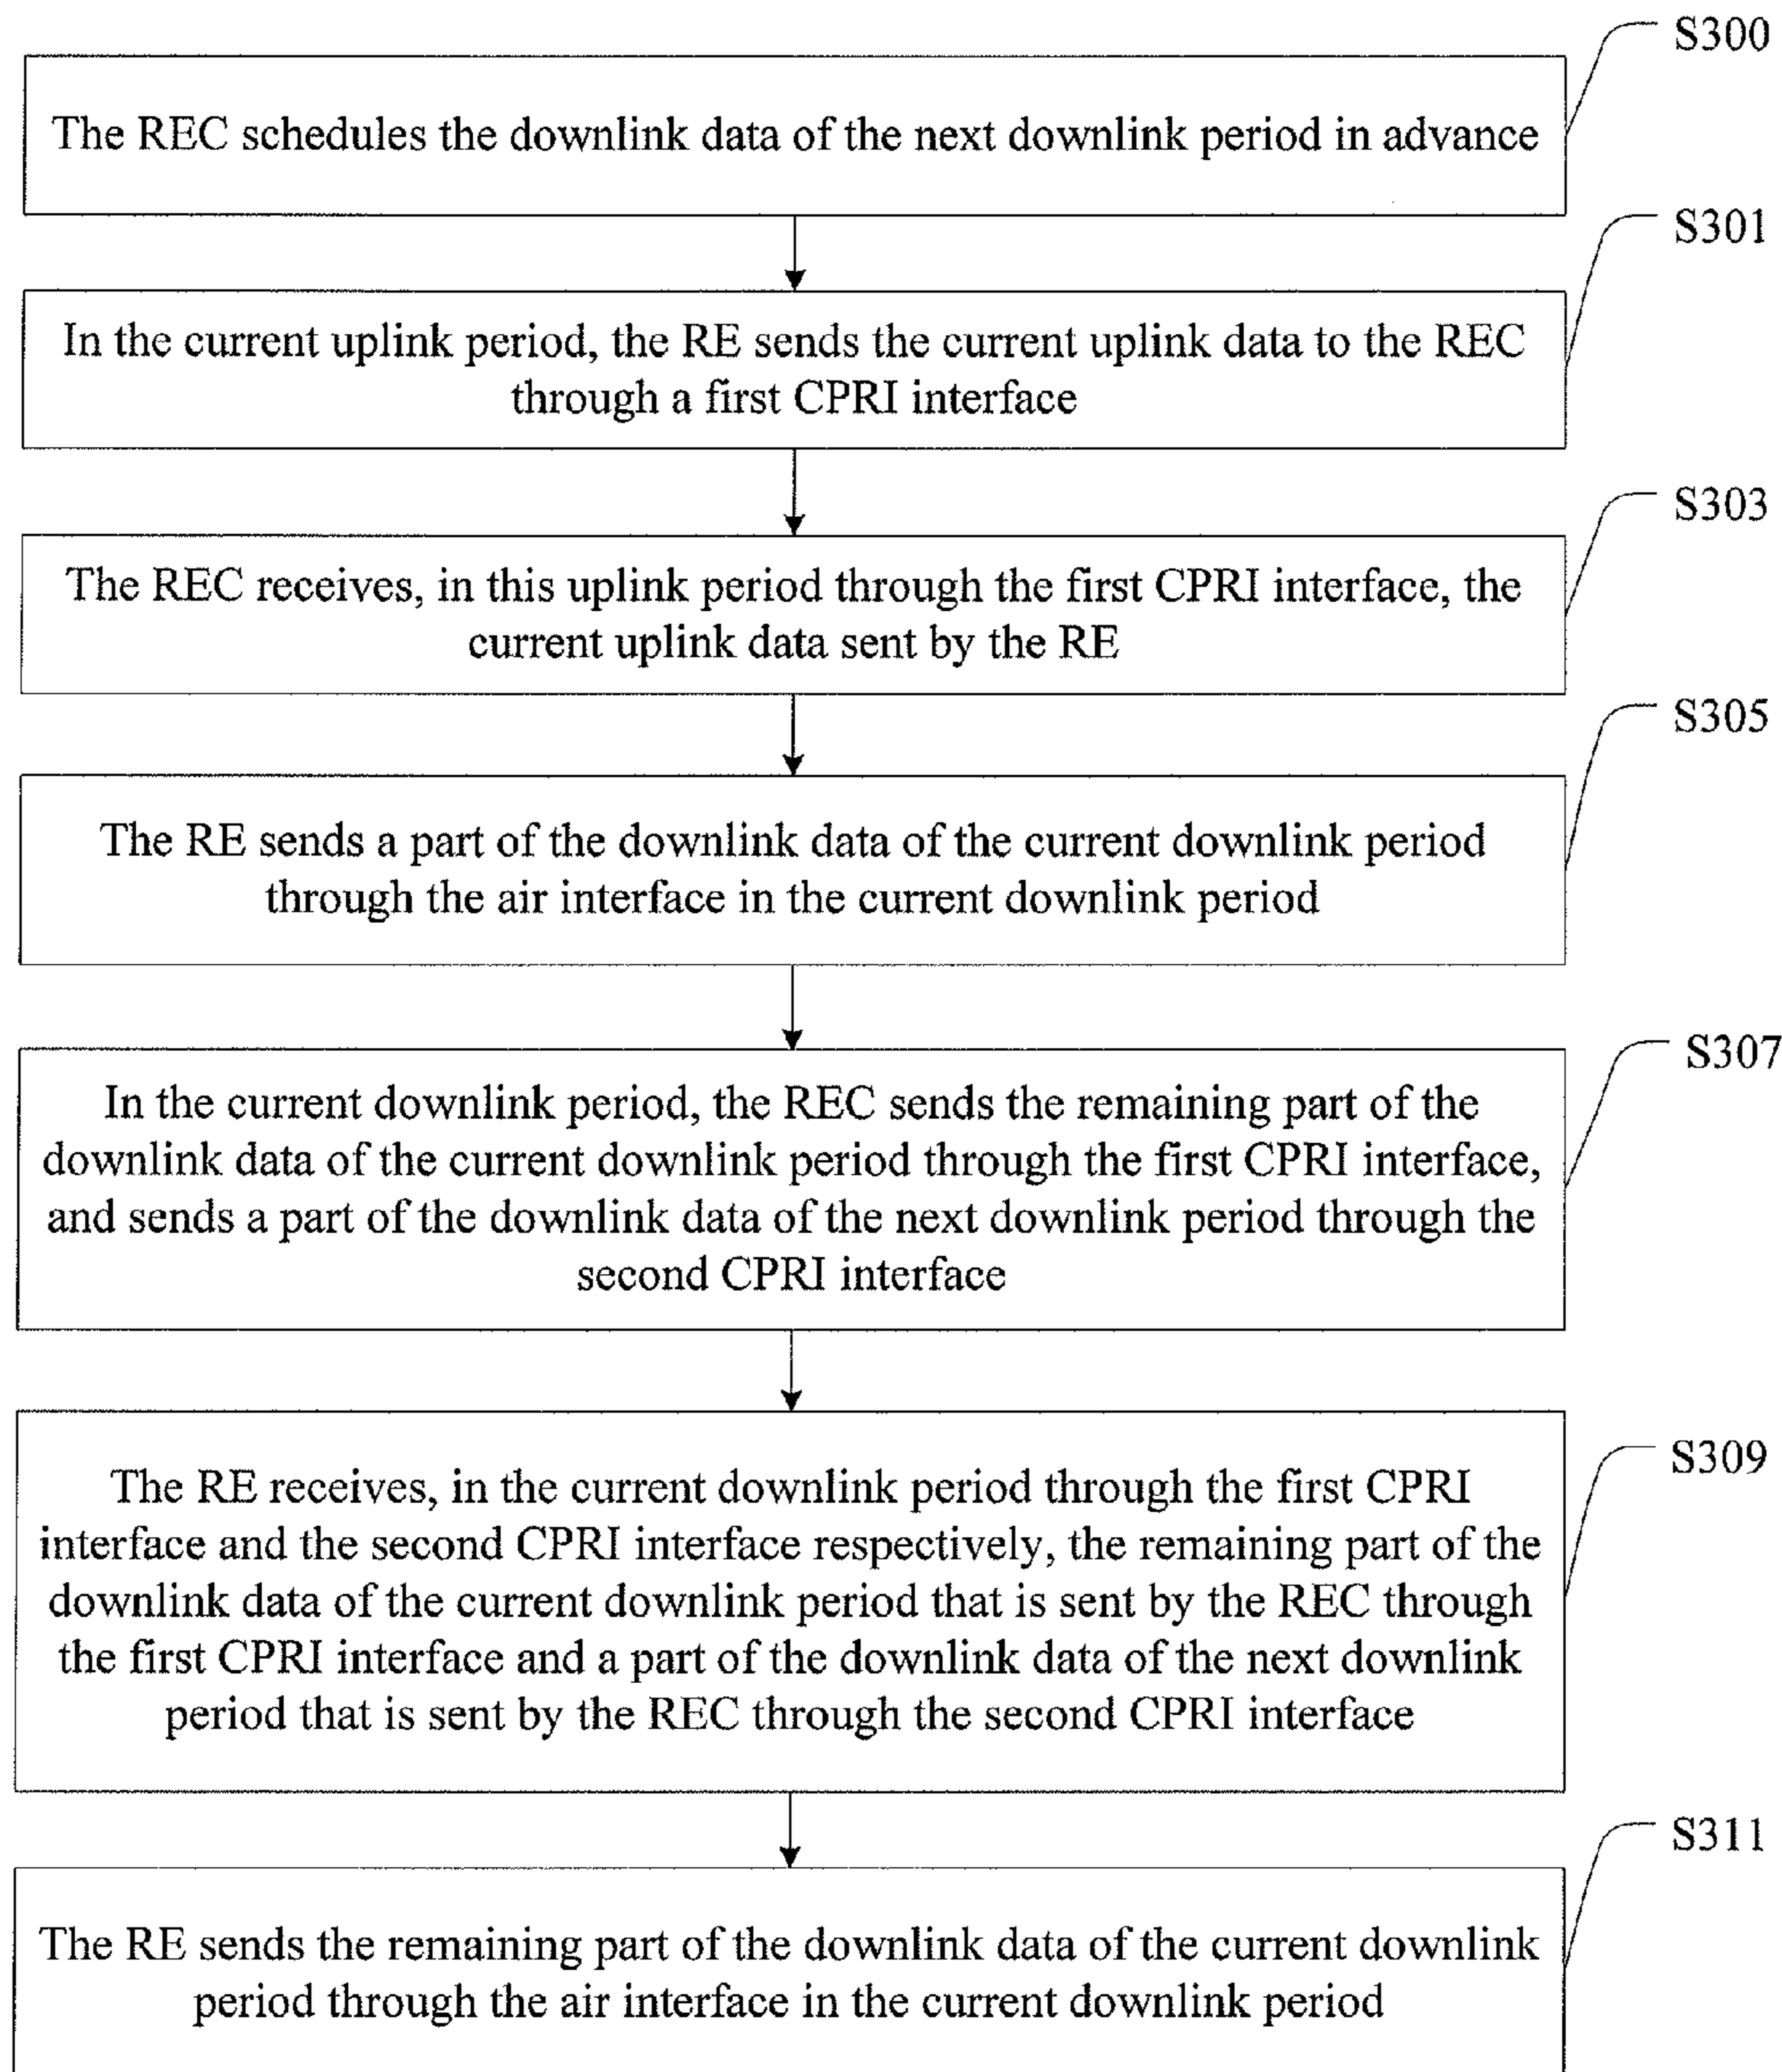 S300
The REC schedules the downlink data of the next downlink period in advance
S301
In the current uplink period, the RE sends the current uplink data to the REC
through a first CPRI interface
S303
The REC receives, in this uplink period through the first CPRI interface, the
current uplink data sent by the RE
S305
The RE sends a part of the downlink data of the current downlink period
through the air interface in the current downlink period
S307
In the current downlink period, the REC sends the remaining part of the
downlink data of the current downlink period through the first CPRI interface,
and sends a part of the downlink data of the next downlink period through the
second CPRI interface
S309
The RE receives, in the current downlink period through the first CPRI
interface and the second CPRI interface respectively, the remaining part of the
downlink data of the current downlink period that is sent by the REC through
the first CPRI interface and a part of the downlink data of the next downlink
period that is sent by the REC through the second CPRI interface
S311
The RE sends the remaining part of the downlink data of the current downlink
period through the air interface in the current downlink period